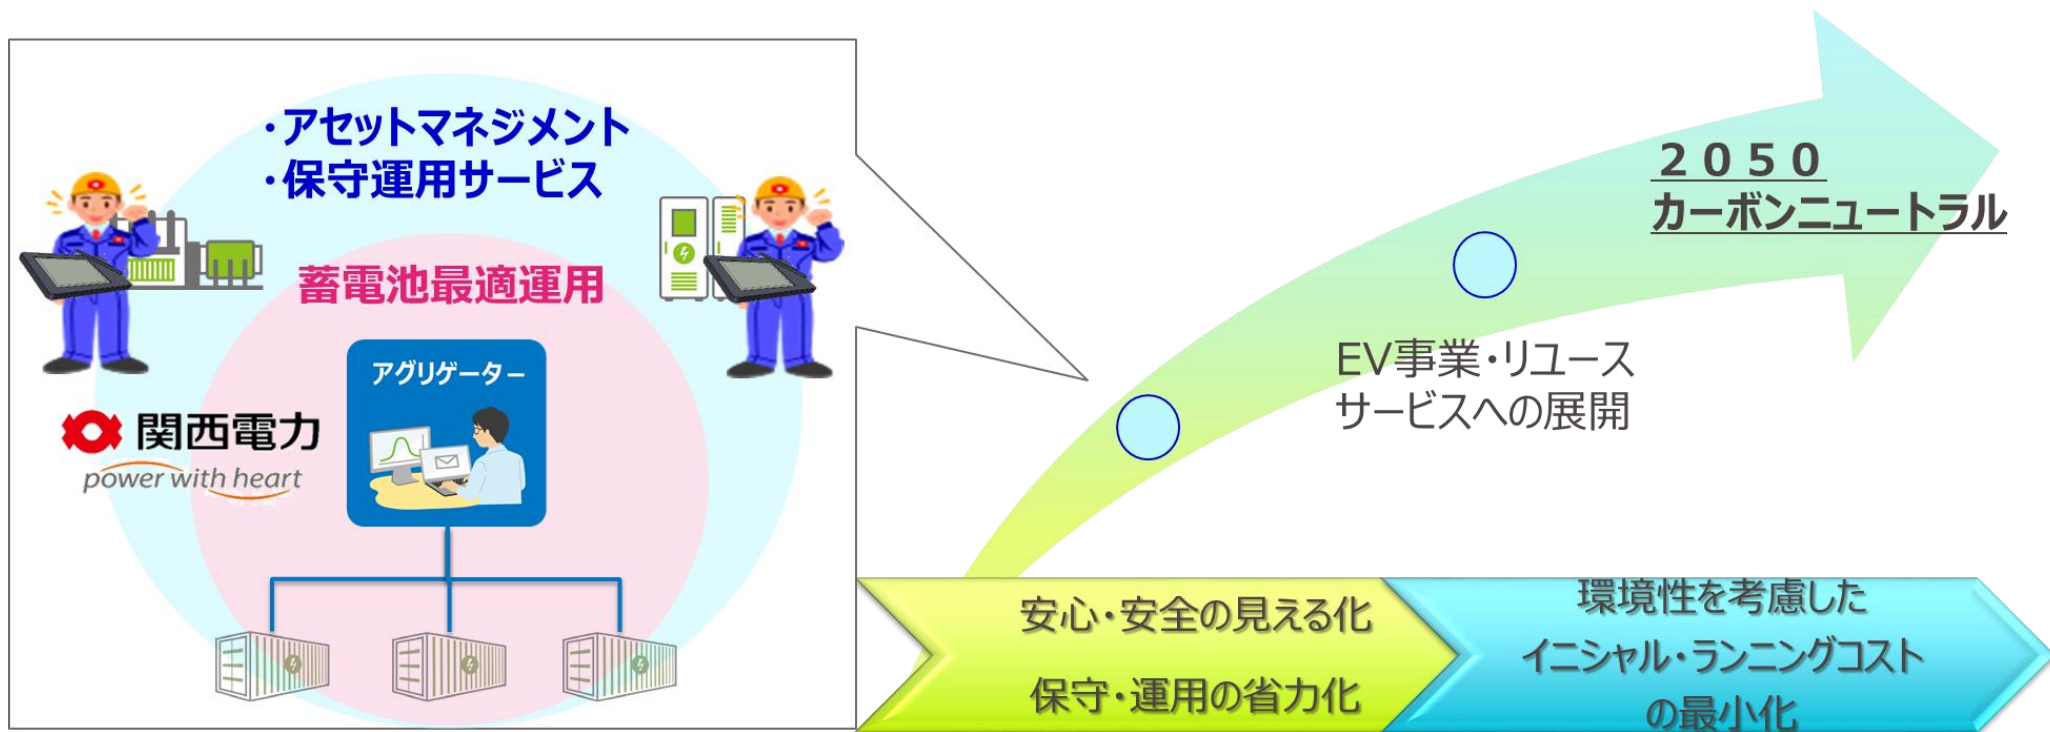 ・アセットマネジメント
・保守運用サービス
蓄電池最適運用
アグリゲーター
関西電力
power with heart
２０５０
カーボンニュートラル
EV事業・リユース
サービスへの展開
安心・安全の見える化
保守・運用の省力化
環境性を考慮した
イニシャル・ランニングコスト
の最小化